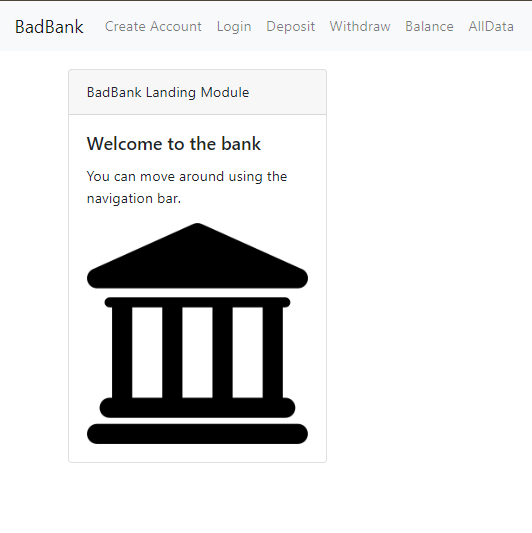 BadBank Create Account Login Deposit Withdraw Balance AllData
BadBank Landing Module
Welcome to the bank
You can move around using the
navigation bar.